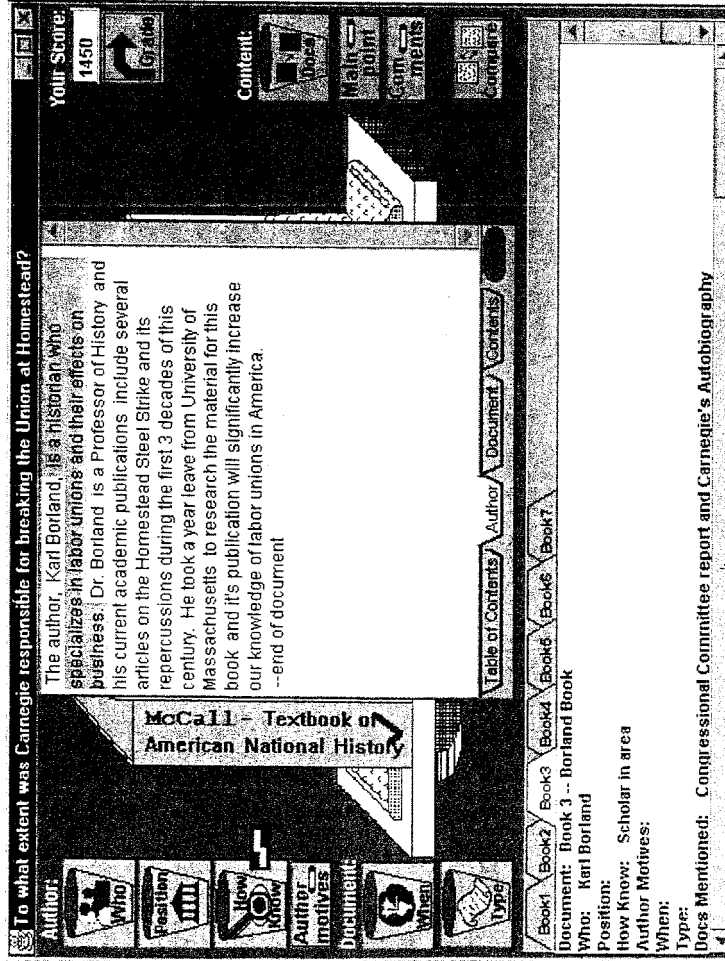 To what extent was Carnegie responsible for breaking the Union at Homestead?
Author:
Who
Position
How
Know
Author
motives
Document:
When
Type
McCall - Textbook of
American National History
The author, Karl Borland, is a historian who
specializes in labor unions and their effects on
business. Dr. Borland is a Professor of History and
his current academic publications include several
articles on the Homestead Steel Strike and its
repercussions during the first 3 decades of this
century. He took a year leave from University of
Massachusetts to research the material for this
book and it's publication will significantly increase
our knowledge of labor unions in America.
--end of document
Table of Contents
Author
Document
Contents
Your Score:
1450
Grade
Content:
Docs
Main
point
Com
ments
Compare
Book1
Book2
Book3
Book4
Book5
Book6
Book7
Document: Book 3 -- Borland Book
Who: Karl Borland
Position:
How Know: Scholar in area
Author Motives:
When:
Type:
Docs Mentioned: Congressional Committee report and Carnegie's Autobiography